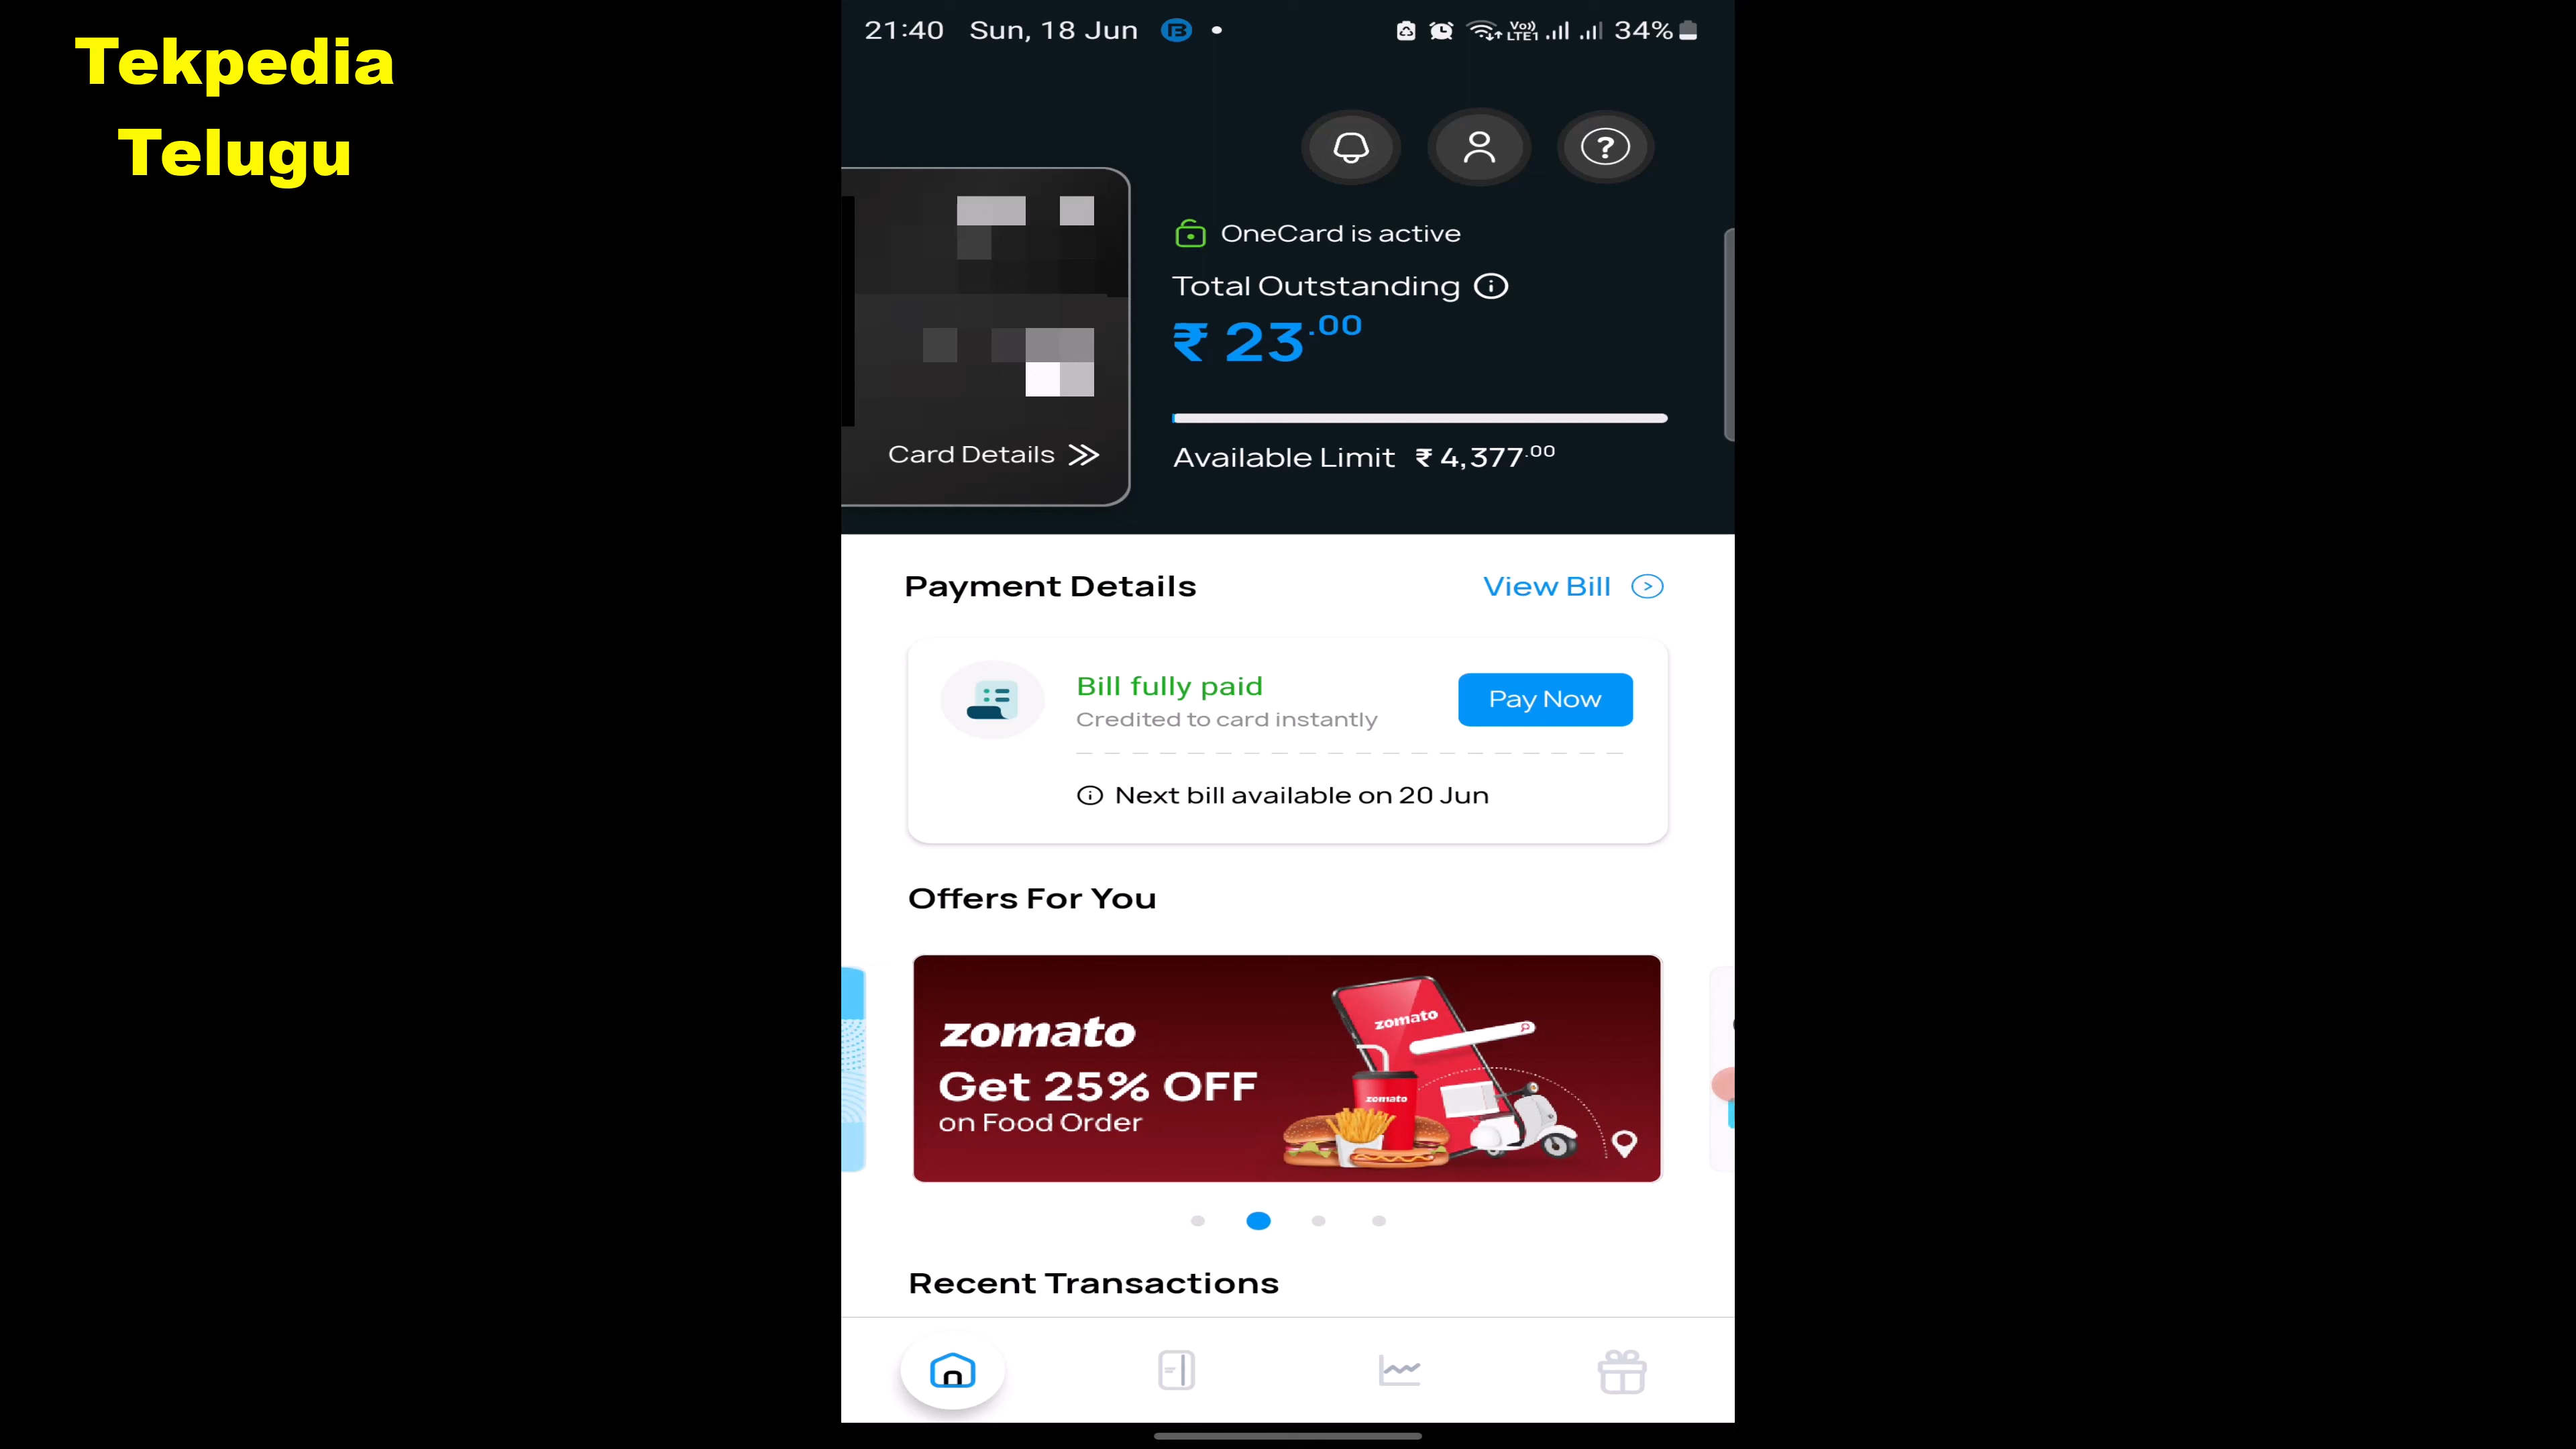 Tekpedia
Telugu
21:40 Sun, 18 Jun
Vo)) LTE1 34%
OneCard is active
Total Outstanding
₹ 23.00
Card Details
Available Limit ₹ 4,377.00
Payment Details
View Bill
Bill fully paid
Credited to card instantly
Pay Now
Next bill available on 20 Jun
Offers For You
zomato
Get 25% OFF
on Food Order
zomato
zomato
Recent Transactions